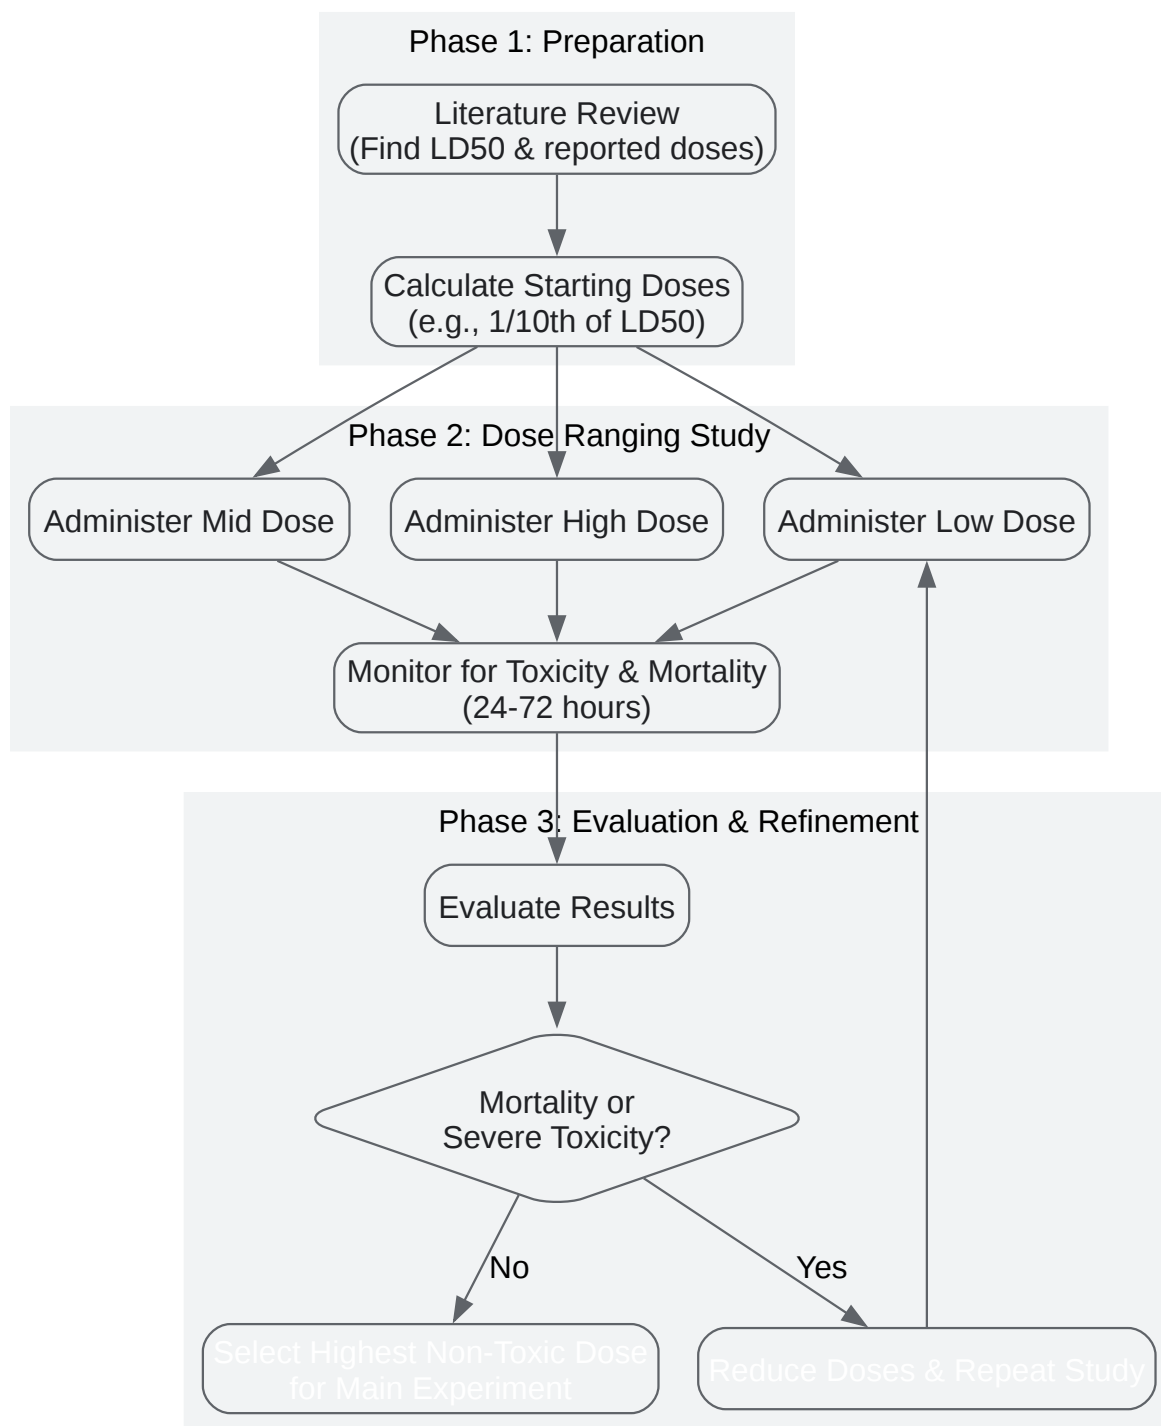 Phase 1: Preparation
Literature Review
(Find LD50 & reported doses)
Calculate Starting Doses
(e.g., 1/10th of LD50)
Phase 2: Dose Ranging Study
Administer Mid Dose
Administer High Dose
Administer Low Dose
Monitor for Toxicity & Mortality
(24-72 hours)
Phase 3: Evaluation & Refinement
Evaluate Results
Mortality or
Severe Toxicity?
No
Yes
Select Highest Non-Toxic Dose
for Main Experiment
Reduce Doses & Repeat Study